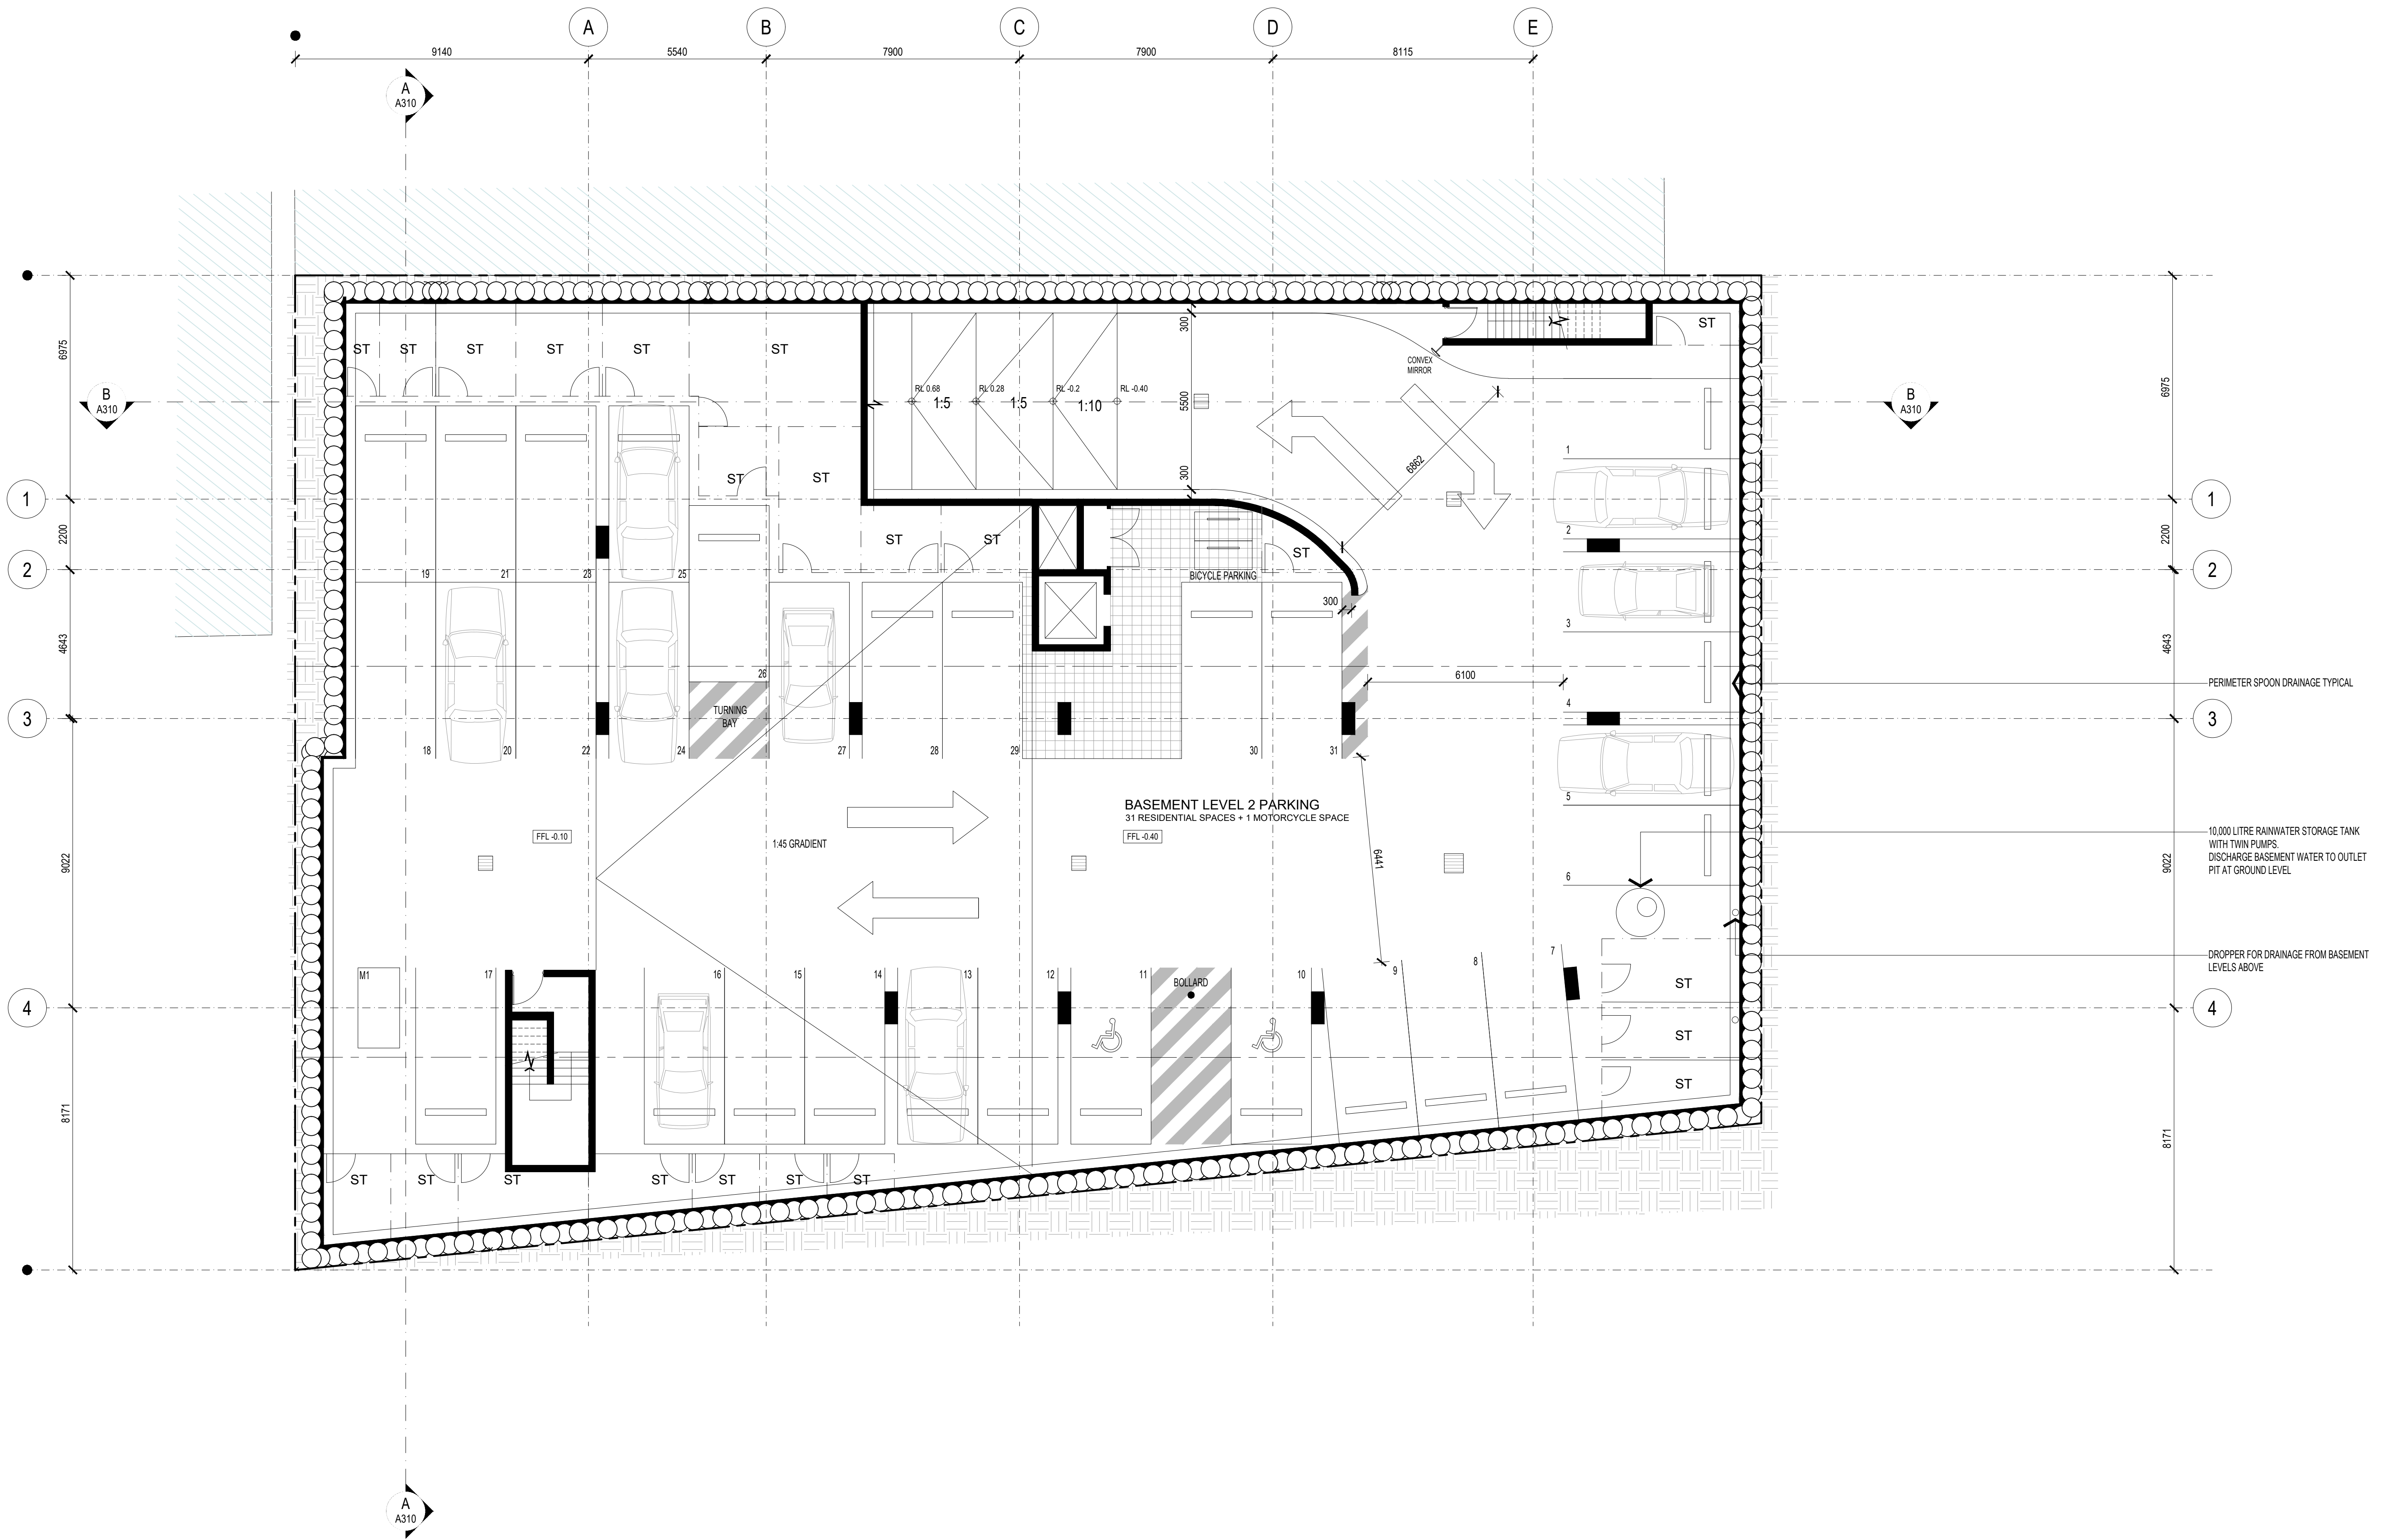 A
B
C
D
E
9140
5540
7900
7900
8115
A
A310
6975
6975
ST
ST
ST
ST
ST
ST
ST
300
CONVEX
MIRROR
RL 0.68
RL 0.28
RL -0.2
RL -0.40
1:5
1:5
1:10
5500
B
A310
B
A310
1
6862
300
ST
ST
1
1
2200
2200
2
ST
ST
ST
2
2
19
21
23
25
BICYCLE PARKING
300
3
4643
4643
26
6100
PERIMETER SPOON DRAINAGE TYPICAL
TURNING
BAY
4
3
3
18
20
22
24
27
28
29
30
31
5
BASEMENT LEVEL 2 PARKING
31 RESIDENTIAL SPACES + 1 MOTORCYCLE SPACE
FFL -0.10
FFL -0.40
1:45 GRADIENT
6441
9022
9022
10,000 LITRE RAINWATER STORAGE TANK
WITH TWIN PUMPS.
DISCHARGE BASEMENT WATER TO OUTLET
PIT AT GROUND LEVEL
6
7
8
9
DROPPER FOR DRAINAGE FROM BASEMENT
LEVELS ABOVE
M1
17
16
15
14
13
12
11
10
BOLLARD
ST
4
4
ST
ST
8171
8171
ST
ST
ST
ST
ST
ST
ST
A
A310